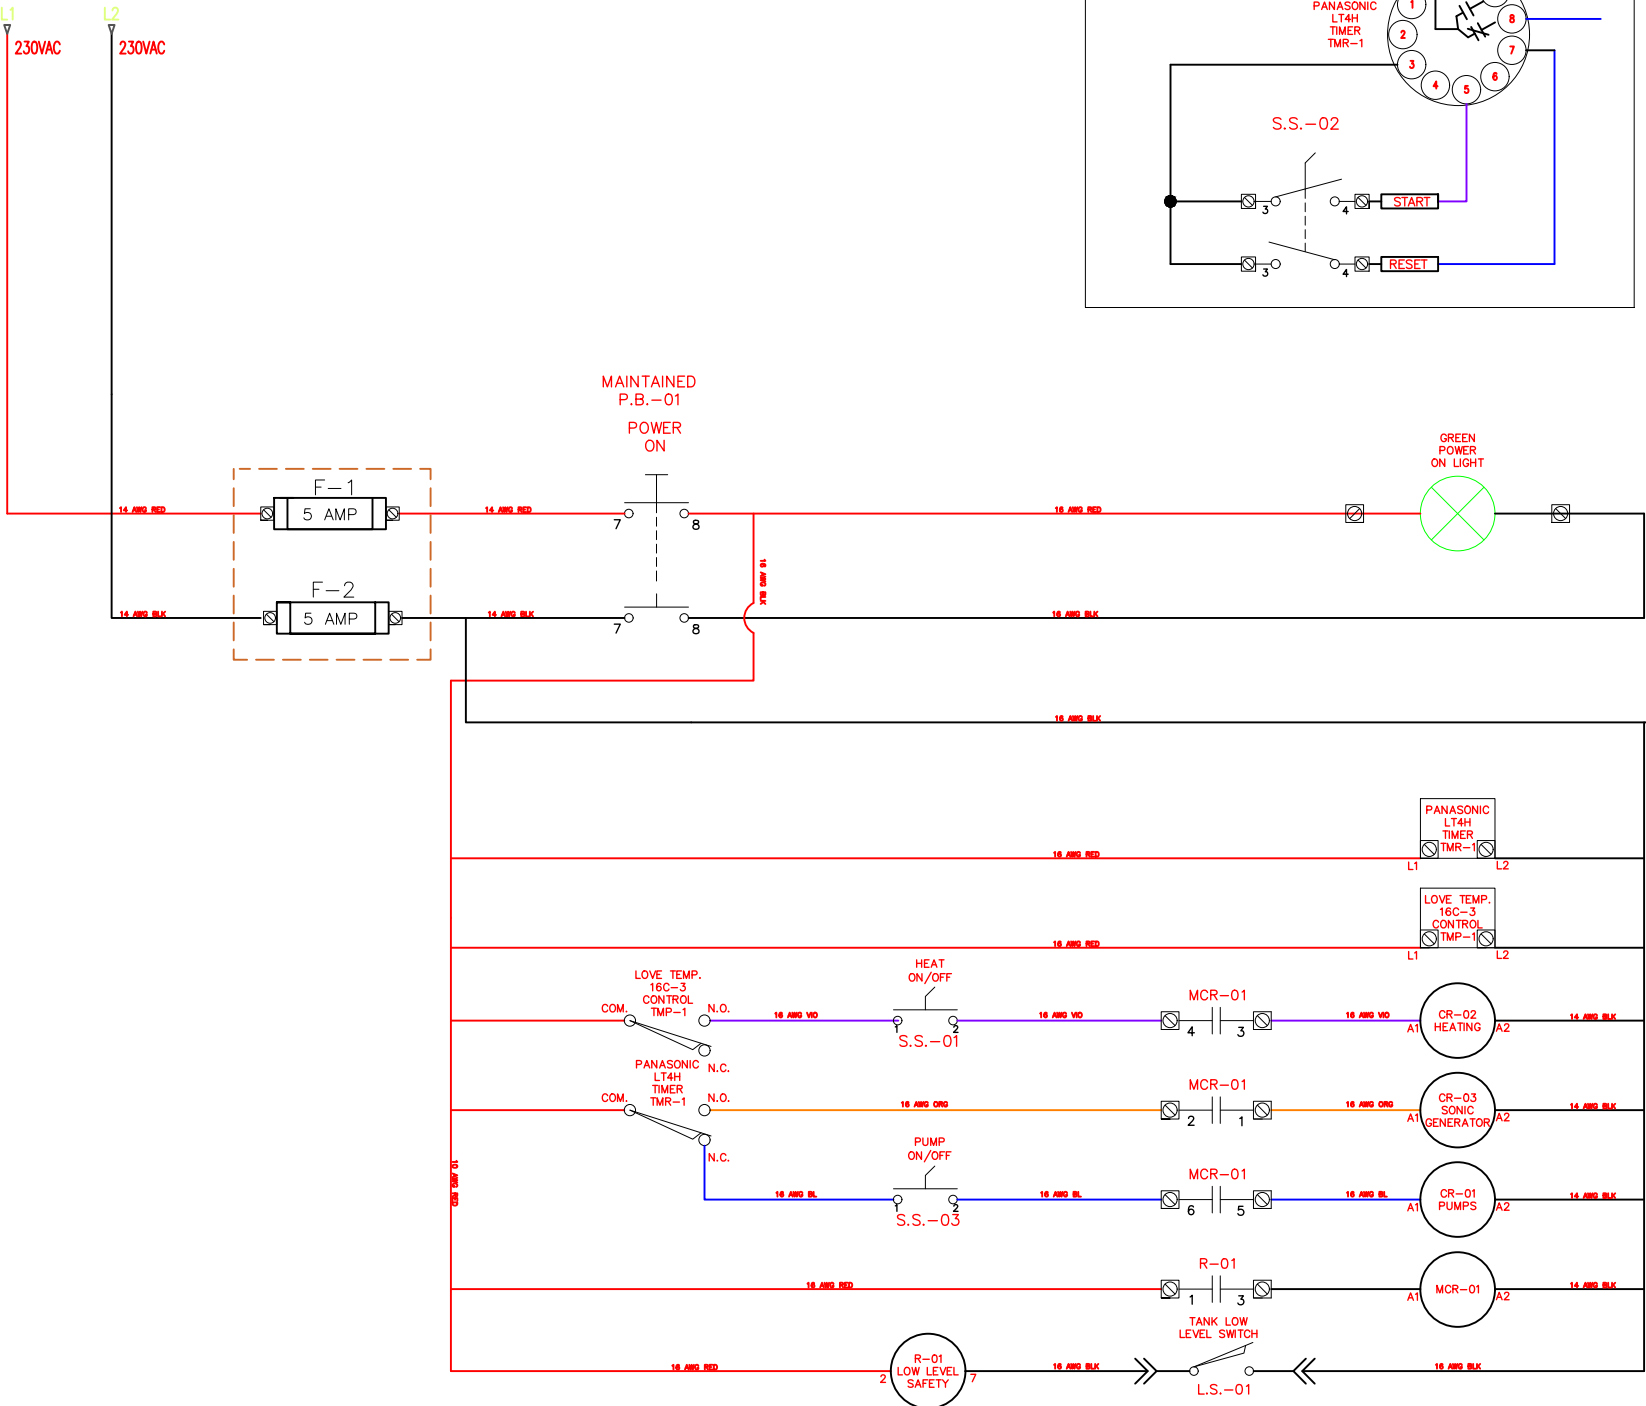 L1
L2
230VAC
230VAC
PANASONIC
LT4H
TIMER
TMR-1
1
2
3
4
5
6
7
8
S.S.-02
3
4
START
3
4
RESET
MAINTAINED
P.B.-01
POWER
ON
GREEN
POWER
ON LIGHT
F-1
5 AMP
14 AWG RED
14 AWG RED
7
8
16 AWG RED
16 AWG BLK
F-2
5 AMP
14 AWG BLK
14 AWG BLK
7
8
16 AWG BLK
16 AWG BLK
PANASONIC
LT4H
TIMER
TMR-1
16 AWG RED
L1
L2
LOVE TEMP.
16C-3
CONTROL
TMP-1
16 AWG RED
L1
L2
LOVE TEMP.
16C-3
CONTROL
TMP-1
COM.
N.O.
N.C.
16 AWG VIO
HEAT
ON/OFF
1
2
S.S.-01
16 AWG VIO
MCR-01
4
3
16 AWG VIO
CR-02
HEATING
A1
A2
14 AWG BLK
PANASONIC
LT4H
TIMER
TMR-1
COM.
N.O.
N.C.
16 AWG ORG
MCR-01
2
1
16 AWG ORG
CR-03
SONIC
GENERATOR
A1
A2
14 AWG BLK
10 AWG RED
16 AWG BL
PUMP
ON/OFF
1
2
S.S.-03
16 AWG BL
MCR-01
6
5
16 AWG BL
CR-01
PUMPS
A1
A2
14 AWG BLK
16 AWG RED
R-01
1
3
MCR-01
A1
A2
14 AWG BLK
16 AWG RED
R-01
LOW LEVEL
SAFETY
2
7
16 AWG BLK
TANK LOW
LEVEL SWITCH
L.S.-01
16 AWG BLK